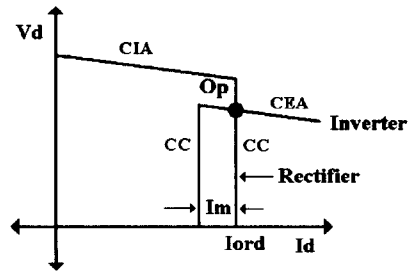 Vd
CIA
Op
CEA
Inverter
CC
CC
Rectifier
Im
Iord
Id